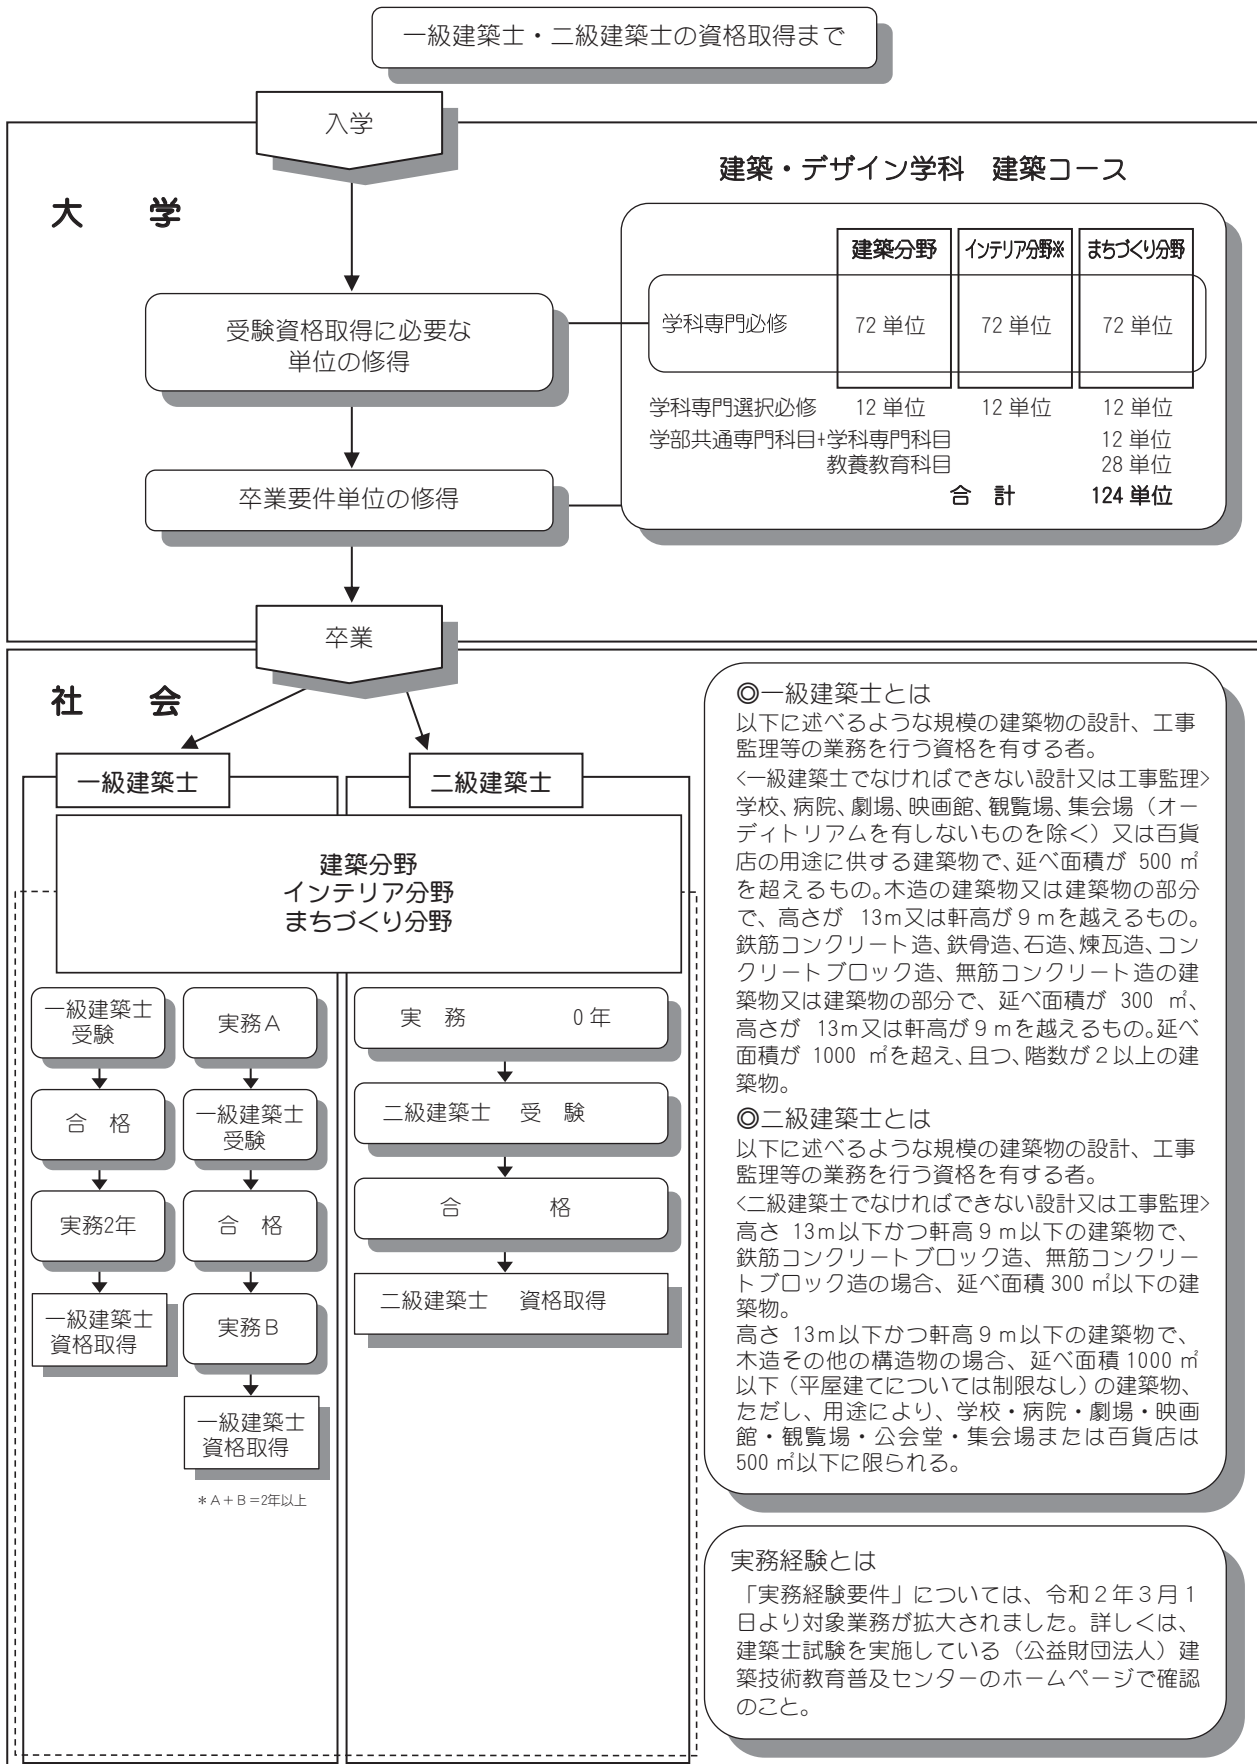 一級建築士・二級建築士の資格取得まで
入学
大　学
建築・デザイン学科　建築コース
建築分野　インテリア分野※　まちづくり分野
受験資格取得に必要な
単位の修得
学科専門必修　72 単位　72 単位　72 単位
学科専門選択必修　12 単位　12 単位　12 単位
学部共通専門科目+学科専門科目　12 単位
教養教育科目　28 単位
合　計　124 単位
卒業要件単位の修得
卒業
社　会
一級建築士
二級建築士
建築分野
インテリア分野
まちづくり分野
一級建築士
受験
合　格
実務2年
一級建築士
資格取得
実務A
一級建築士
受験
合　格
実務B
一級建築士
資格取得
＊A＋B＝2年以上
実　務　　0年
二級建築士　受　験
合　　格
二級建築士　資格取得
◎一級建築士とは
以下に述べるような規模の建築物の設計、工事
監理等の業務を行う資格を有する者。
<一級建築士でなければできない設計又は工事監理>
学校、病院、劇場、映画館、観覧場、集会場（オー
ディトリアムを有しないものを除く）又は百貨
店の用途に供する建築物で、延べ面積が 500 ㎡
を超えるもの。木造の建築物又は建築物の部分
で、高さが 13m又は軒高が9mを越えるもの。
鉄筋コンクリート造、鉄骨造、石造、煉瓦造、コン
クリートブロック造、無筋コンクリート造の建
築物又は建築物の部分で、延べ面積が 300 ㎡、
高さが 13m又は軒高が9mを越えるもの。延べ
面積が 1000 ㎡を超え、且つ、階数が2以上の建
築物。
◎二級建築士とは
以下に述べるような規模の建築物の設計、工事
監理等の業務を行う資格を有する者。
<二級建築士でなければできない設計又は工事監理>
高さ 13m以下かつ軒高9m以下の建築物で、
鉄筋コンクリートブロック造、無筋コンクリー
トブロック造の場合、延べ面積 300 ㎡以下の建
築物。
高さ 13m以下かつ軒高9m以下の建築物で、
木造その他の構造物の場合、延べ面積 1000 ㎡
以下（平屋建てについては制限なし）の建築物、
ただし、用途により、学校・病院・劇場・映画
館・観覧場・公会堂・集会場または百貨店は
500 ㎡以下に限られる。
実務経験とは
「実務経験要件」については、令和2年3月1
日より対象業務が拡大されました。詳しくは、
建築士試験を実施している（公益財団法人）建
築技術教育普及センターのホームページで確認
のこと。